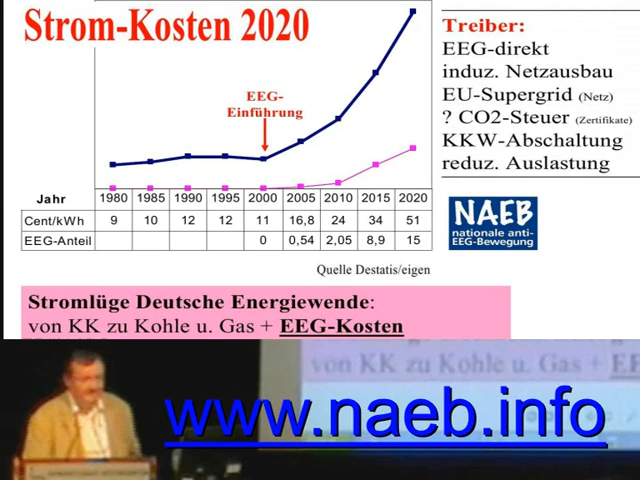 Strom-Kosten 2020
EEG-
Einführung
Treiber:
EEG-direkt
induz. Netzausbau
EU-Supergrid (Netz)
? CO2-Steuer (Zertifikate)
KKW-Abschaltung
reduz. Auslastung
Jahr 1980 1985 1990 1995 2000 2005 2010 2015 2020
Cent/kWh 9 10 12 12 11 16,8 24 34 51
EEG-Anteil 0 0,54 2,05 8,9 15
NAEB
nationale anti-
EEG-Bewegung
Quelle Destatis/eigen
Stromlüge Deutsche Energiewende:
von KK zu Kohle u. Gas + EEG-Kosten
von KK zu Kohle u. Gas + EE
www.naeb.info